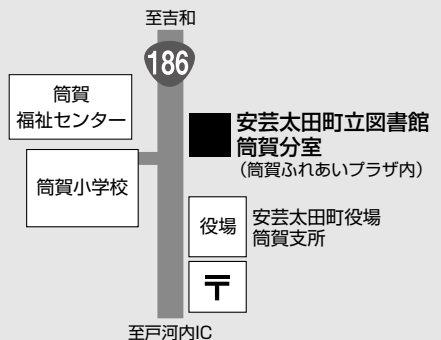 至吉和
186
筒賀
福祉センター
安芸太田町立図書館
筒賀分室
（筒賀ふれあいプラザ内）
筒賀小学校
役場
安芸太田町役場
筒賀支所
〒
至戸河内IC